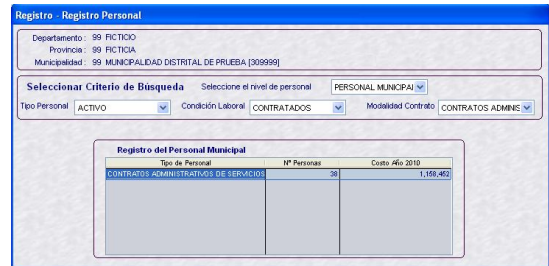 Registro - Registro Personal
Departamento : 99 FICTICIO
Provincia : 99 FICTICIA
Municipalidad : 99 MUNICIPALIDAD DISTRITAL DE PRUEBA [309999]
Seleccionar Criterio de Búsqueda Seleccione el nivel de personal PERSONAL MUNICIPAI
Tipo Personal ACTIVO Condición Laboral CONTRATADOS Modalidad Contrato CONTRATOS ADMINIS
Registro del Personal Municipal
Tipo de Personal N° Personas Costo Año 2010
CONTRATOS ADMINISTRATIVOS DE SERVICIOS 38 1,158,452